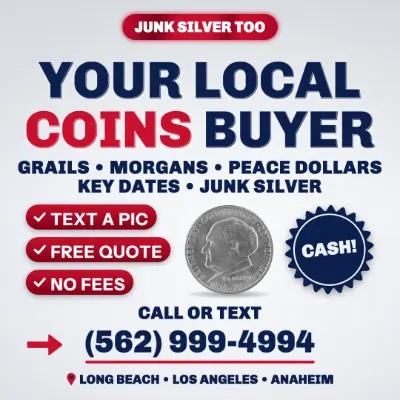 JUNK SILVER TOO
YOUR LOCAL
COINS BUYER
GRAILS • MORGANS • PEACE DOLLARS
KEY DATES • JUNK SILVER
✓ TEXT A PIC
✓ FREE QUOTE
✓ NO FEES
CASH!
CALL OR TEXT
(562) 999-4994
LONG BEACH • LOS ANGELES • ANAHEIM